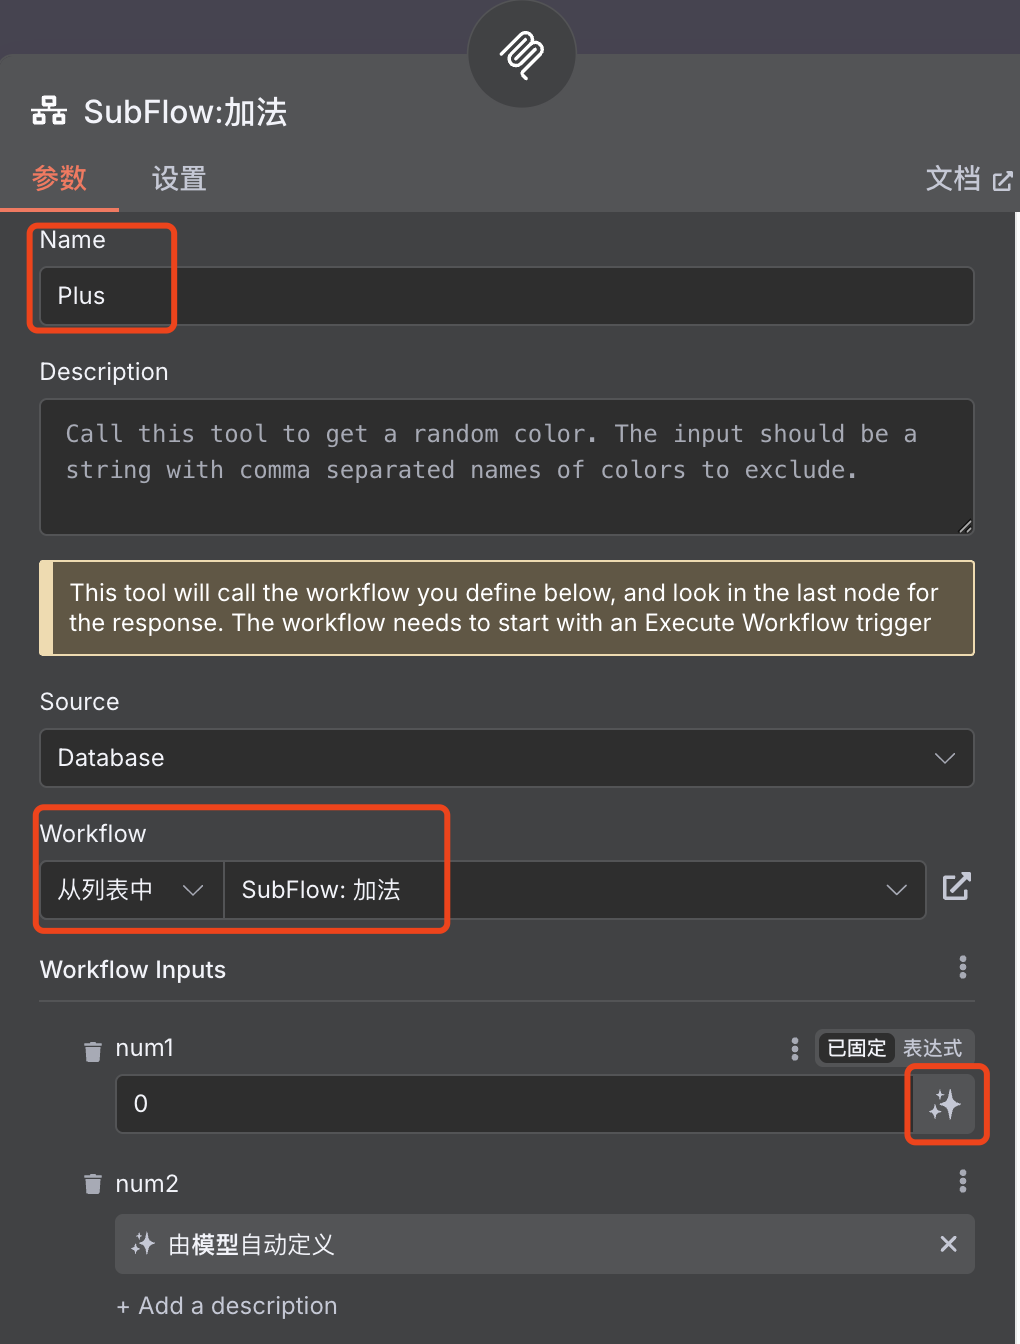 SubFlow:加法
参数 设置 文档
Name
Plus
Description
Call this tool to get a random color. The input should be a
string with comma separated names of colors to exclude.
This tool will call the workflow you define below, and look in the last node for
the response. The workflow needs to start with an Execute Workflow trigger
Source
Database
Workflow
从列表中 SubFlow: 加法
Workflow Inputs
num1 已固定 表达式
0
num2
由模型自动定义
+ Add a description